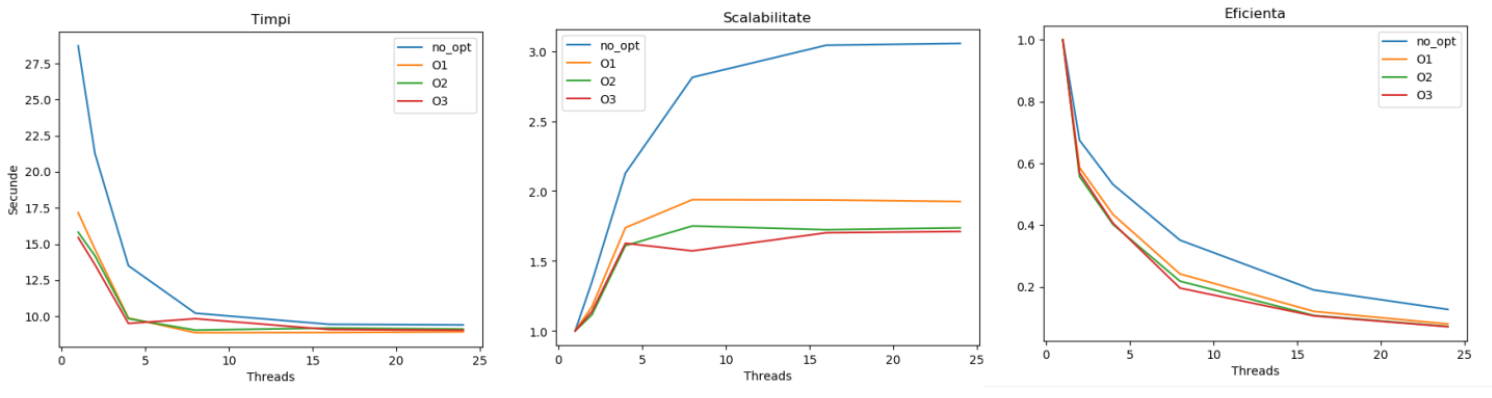 Timpi
27.5
25.0
22.5
20.0
17.5
15.0
12.5
10.0
Secunde
0 5 10 15 20 25
Threads
no_opt
O1
O2
O3
Scalabilitate
3.0
2.5
2.0
1.5
1.0
0 5 10 15 20 25
Threads
no_opt
O1
O2
O3
Eficienta
1.0
0.8
0.6
0.4
0.2
0 5 10 15 20 25
Threads
no_opt
O1
O2
O3